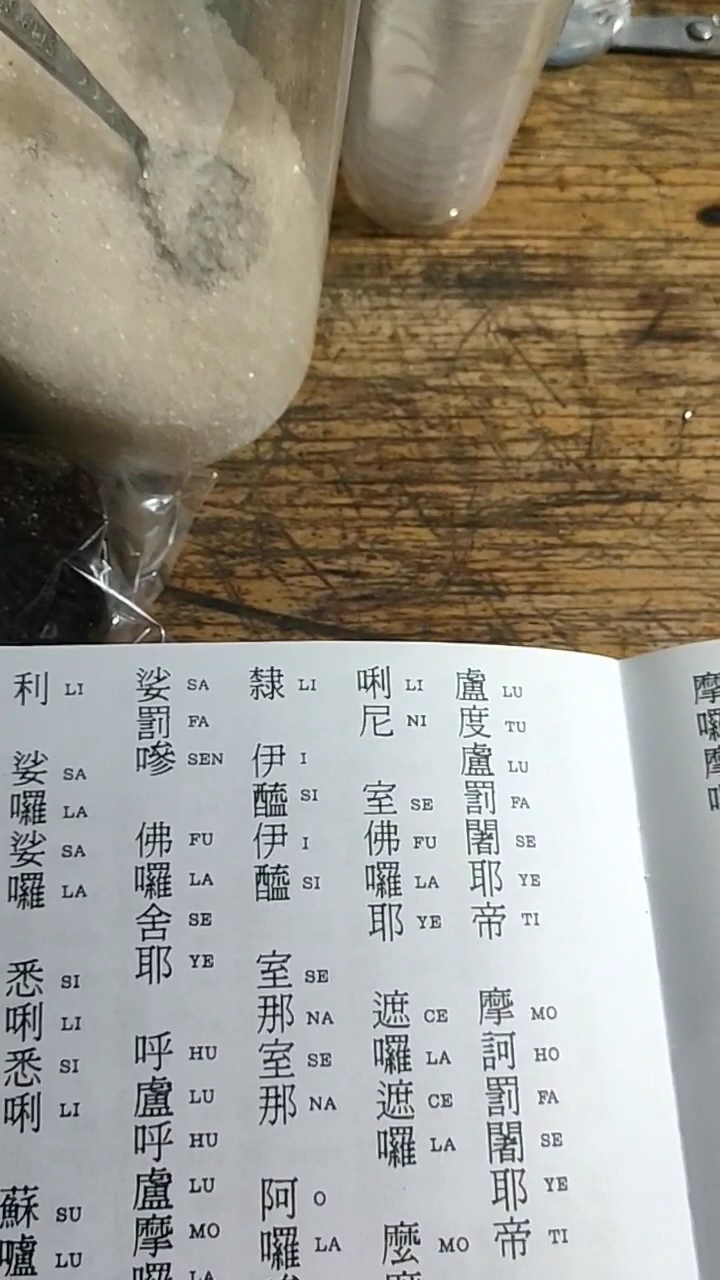 盧 LU
度 TU
盧 LU
罰 FA
闍 SE
耶 YE
帝 TI
摩 MO
訶 HO
罰 FA
闍 SE
耶 YE
帝 TI
唎 LI
尼 NI
室 SE
佛 FU
囉 LA
耶 YE
遮 CE
囉 LA
遮 CE
囉 LA
麼 MO
隸 LI
伊 I
醯 SI
伊 I
醯 SI
室 SE
那 NA
室 SE
那 NA
阿 O
囉 LA
娑 SA
罰 FA
嘇 SEN
佛 FU
囉 LA
舍 SE
耶 YE
呼 HU
盧 LU
呼 HU
盧 LU
摩 MO
囉 LA
利 LI
娑 SA
囉 LA
娑 SA
囉 LA
悉 SI
唎 LI
悉 SI
唎 LI
蘇 SU
嚧 LU